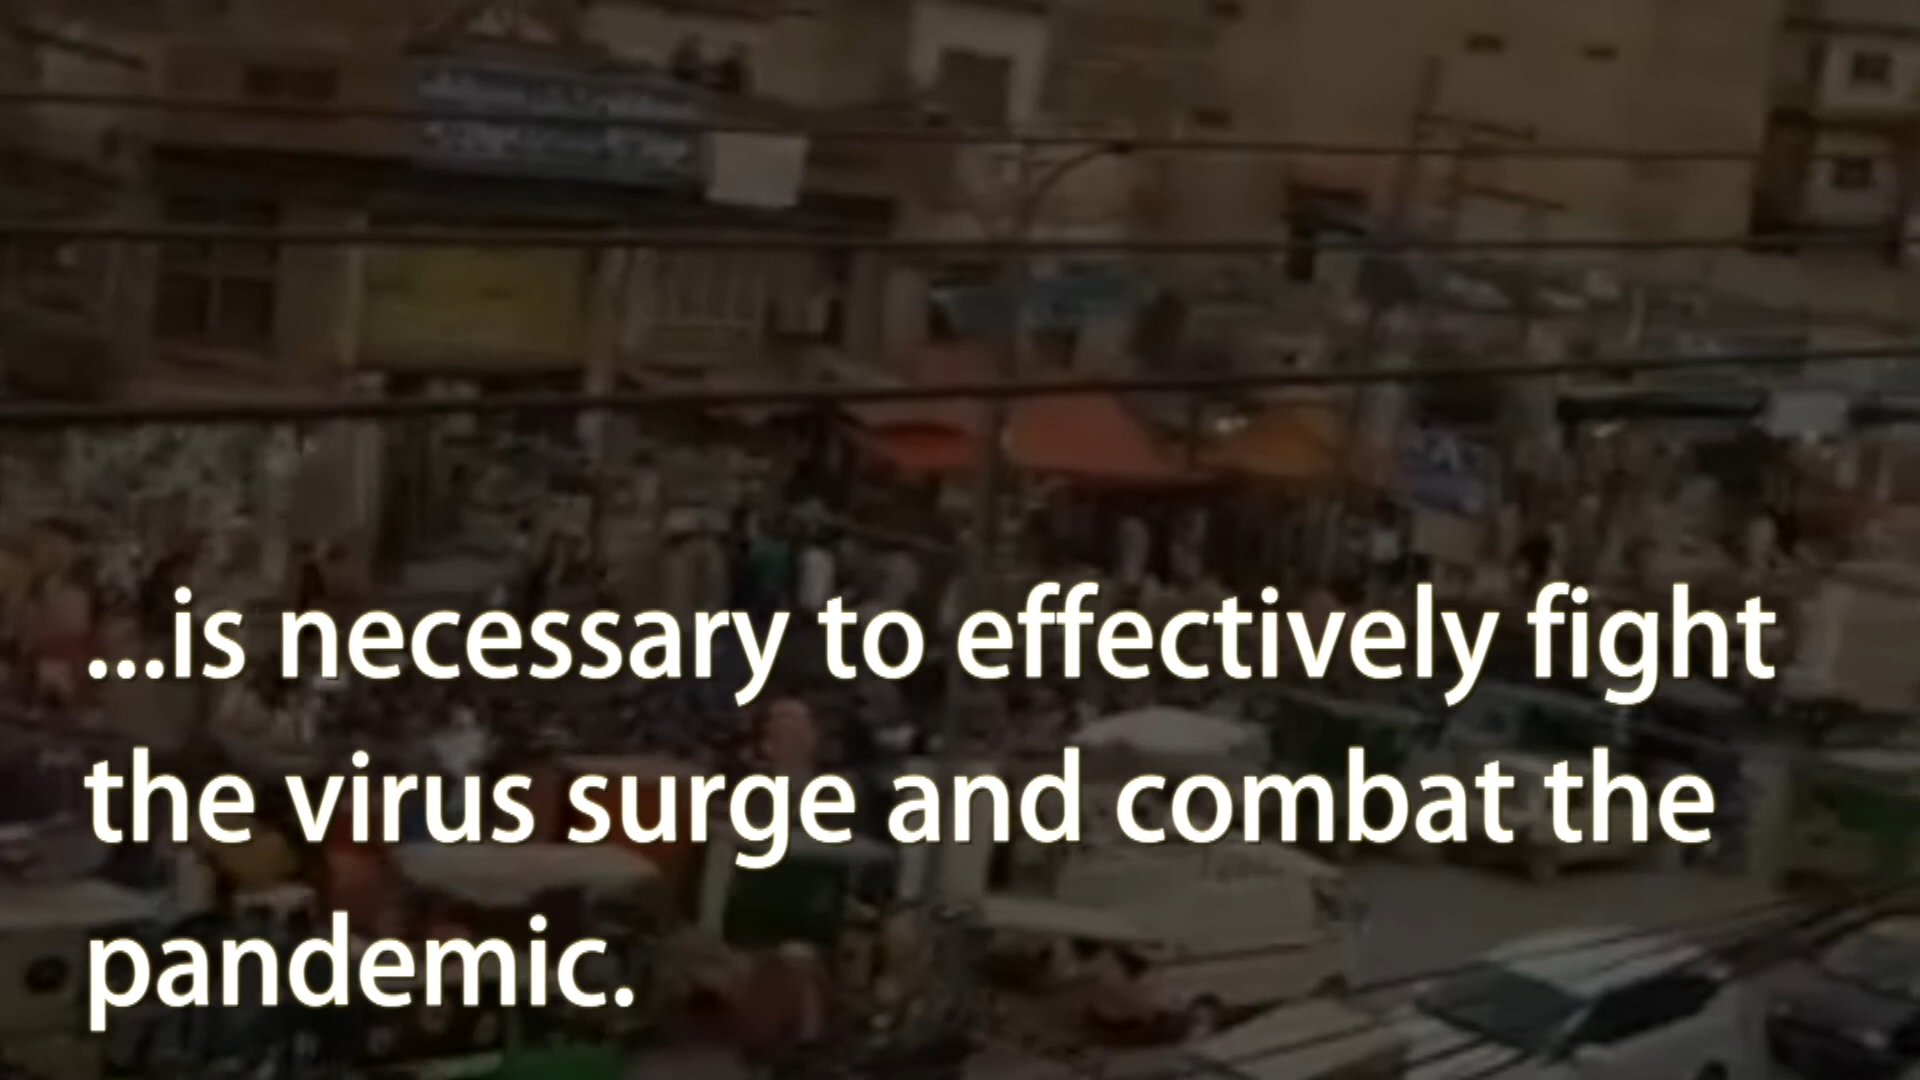 ...is necessary to effectively fight
the virus surge and combat the
pandemic.